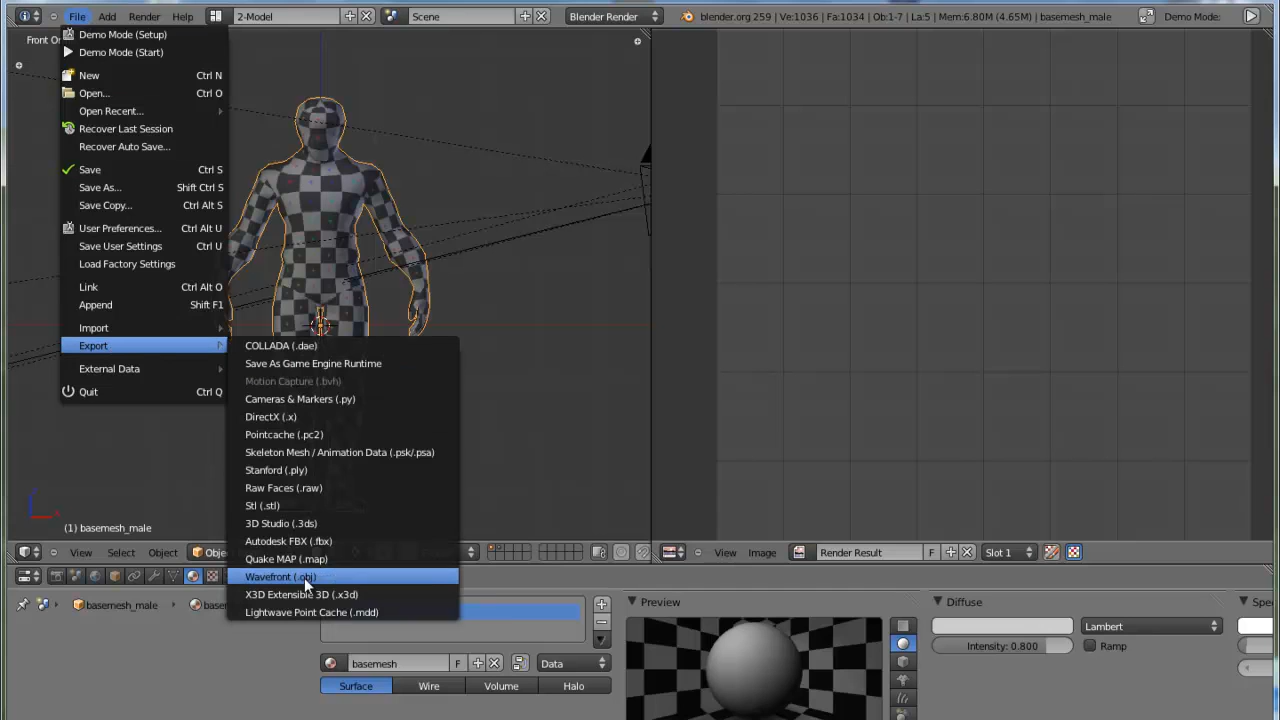 File Add Render Help 2-Model Scene Blender Render blender.org 259 | Ve:1036 | Fa:1034 | Ob:1-7 | La:5 | Mem:6.80M (4.65M) | basemesh_male Demo Mode:
Front Or
Demo Mode (Setup)
Demo Mode (Start)
New Ctrl N
Open... Ctrl O
Open Recent...
Recover Last Session
Recover Auto Save...
Save Ctrl S
Save As... Shift Ctrl S
Save Copy... Ctrl Alt S
User Preferences... Ctrl Alt U
Save User Settings Ctrl U
Load Factory Settings
Link Ctrl Alt O
Append Shift F1
Import
Export
External Data
Quit Ctrl Q
COLLADA (.dae)
Save As Game Engine Runtime
Motion Capture (.bvh)
Cameras & Markers (.py)
DirectX (.x)
Pointcache (.pc2)
Skeleton Mesh / Animation Data (.psk/.psa)
Stanford (.ply)
Raw Faces (.raw)
Stl (.stl)
3D Studio (.3ds)
Autodesk FBX (.fbx)
Quake MAP (.map)
Wavefront (.obj)
X3D Extensible 3D (.x3d)
Lightwave Point Cache (.mdd)
(1) basemesh_male
View Select Object Obje View Image Render Result F Slot 1
basemesh_male base
Preview Diffuse Spec
Lambert
Intensity: 0.800 Ramp
basemesh F Data
Surface Wire Volume Halo